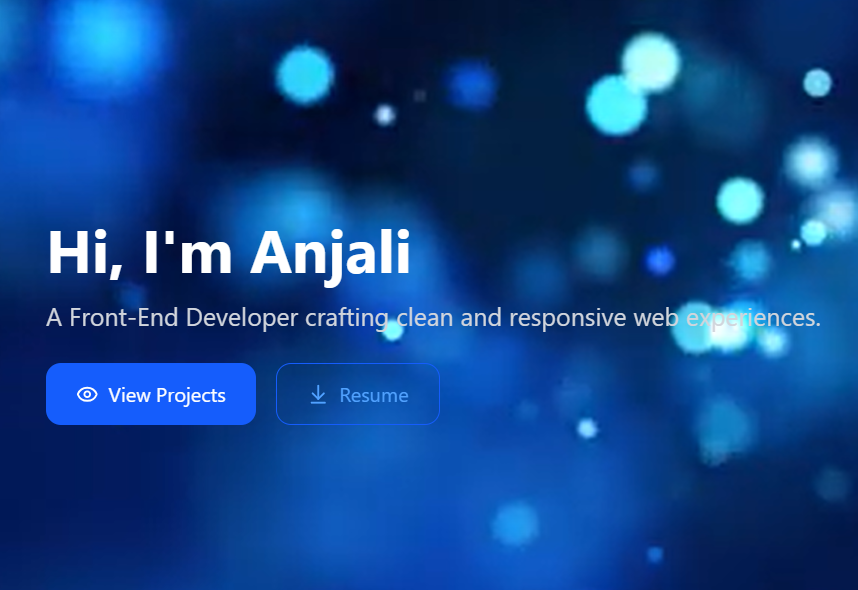 Hi, I'm Anjali
A Front-End Developer crafting clean and responsive web experiences.
View Projects
Resume